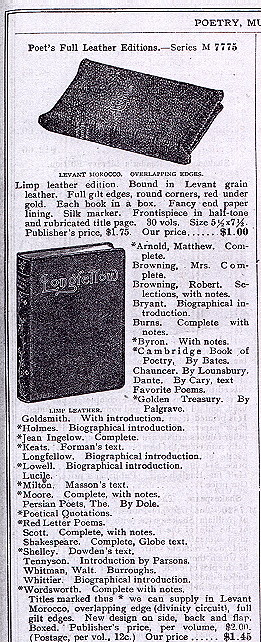 POETRY, MU
Poet's Full Leather Editions.—Series M 7775
LEVANT MOROCCO. OVERLAPPING EDGES.
Limp leather edition. Bound in Levant grain
leather. Full gilt edges, round corners, red under
gold. Each book in a box. Fancy end paper
lining. Silk marker. Frontispiece in half-tone
and rubricated title page. 30 vols. Size 5½x7½.
Publisher's price, $1.75. Our price...... $1.00
Longfellow
LIMP LEATHER.
*Arnold, Matthew. Com-
plete.
Browning, Mrs. Com-
plete.
Browning, Robert. Se-
lections, with notes.
Bryant. Biographical in-
troduction.
Burns. Complete with
notes.
*Byron. With notes.
*Cambridge Book of
Poetry, By Bates.
Chauncer. By Lounsbury.
Dante. By Cary, text
Favorite Poems.
*Golden Treasury. By
Palgrave.
Goldsmith. With introduction.
*Holmes. Biographical introduction.
*Jean Ingelow. Complete.
*Keats. Forman's text.
Longfellow. Biographical introduction.
*Lowell. Biographical introduction.
Lucile.
*Milton. Masson's text.
*Moore. Complete, with notes.
Persian Poets, The. By Dole.
*Poetical Quotations.
*Red Letter Poems.
Scott. Complete, with notes.
Shakespeare. Complete, Globe text.
*Shelley. Dowden's text.
Tennyson. Introduction by Parsons.
Whitman, Walt. Burroughs.
Whittier. Biographical introduction.
*Wordsworth. Complete with notes.
Titles marked thus * we can supply in Levant
Morocco, overlapping edge (divinity circuit), full
gilt edges. New design on side, back and flap.
Boxed. Publisher's price, per volume, $2.00.
(Postage, per vol., 12c.) Our price..... $1.45